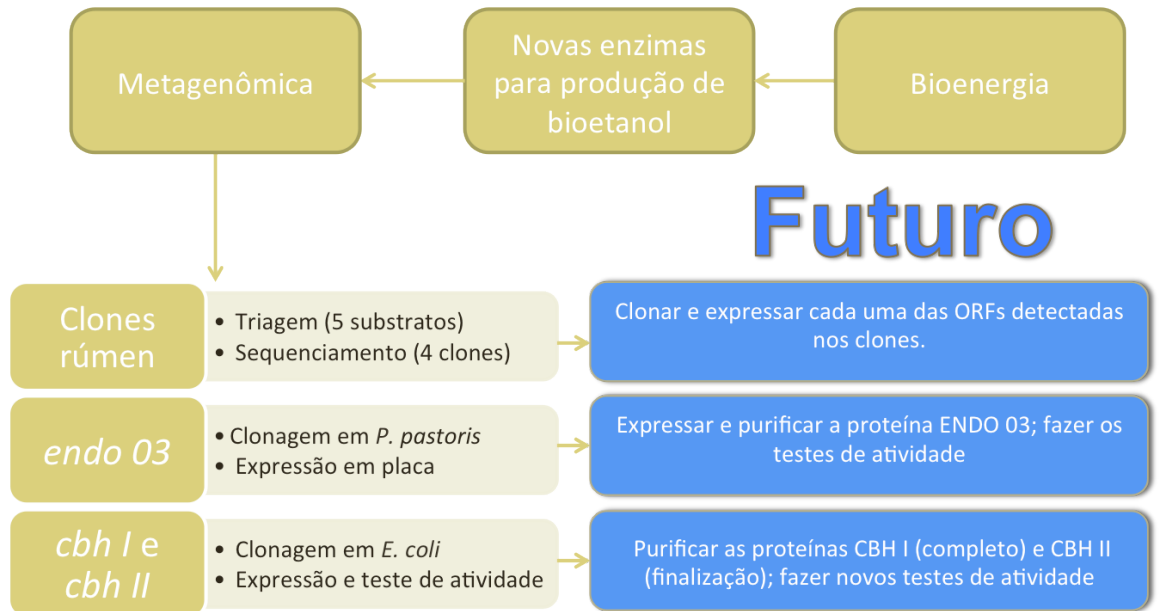 Metagenômica
Novas enzimas
para produção de
bioetanol
Bioenergia
Futuro
Clones
rúmen
• Triagem (5 substratos)
• Sequenciamento (4 clones)
Clonar e expressar cada uma das ORFs detectadas
nos clones.
endo 03
• Clonagem em P. pastoris
• Expressão em placa
Expressar e purificar a proteína ENDO 03; fazer os
testes de atividade
cbh I e
cbh II
• Clonagem em E. coli
• Expressão e teste de atividade
Purificar as proteínas CBH I (completo) e CBH II
(finalização); fazer novos testes de atividade